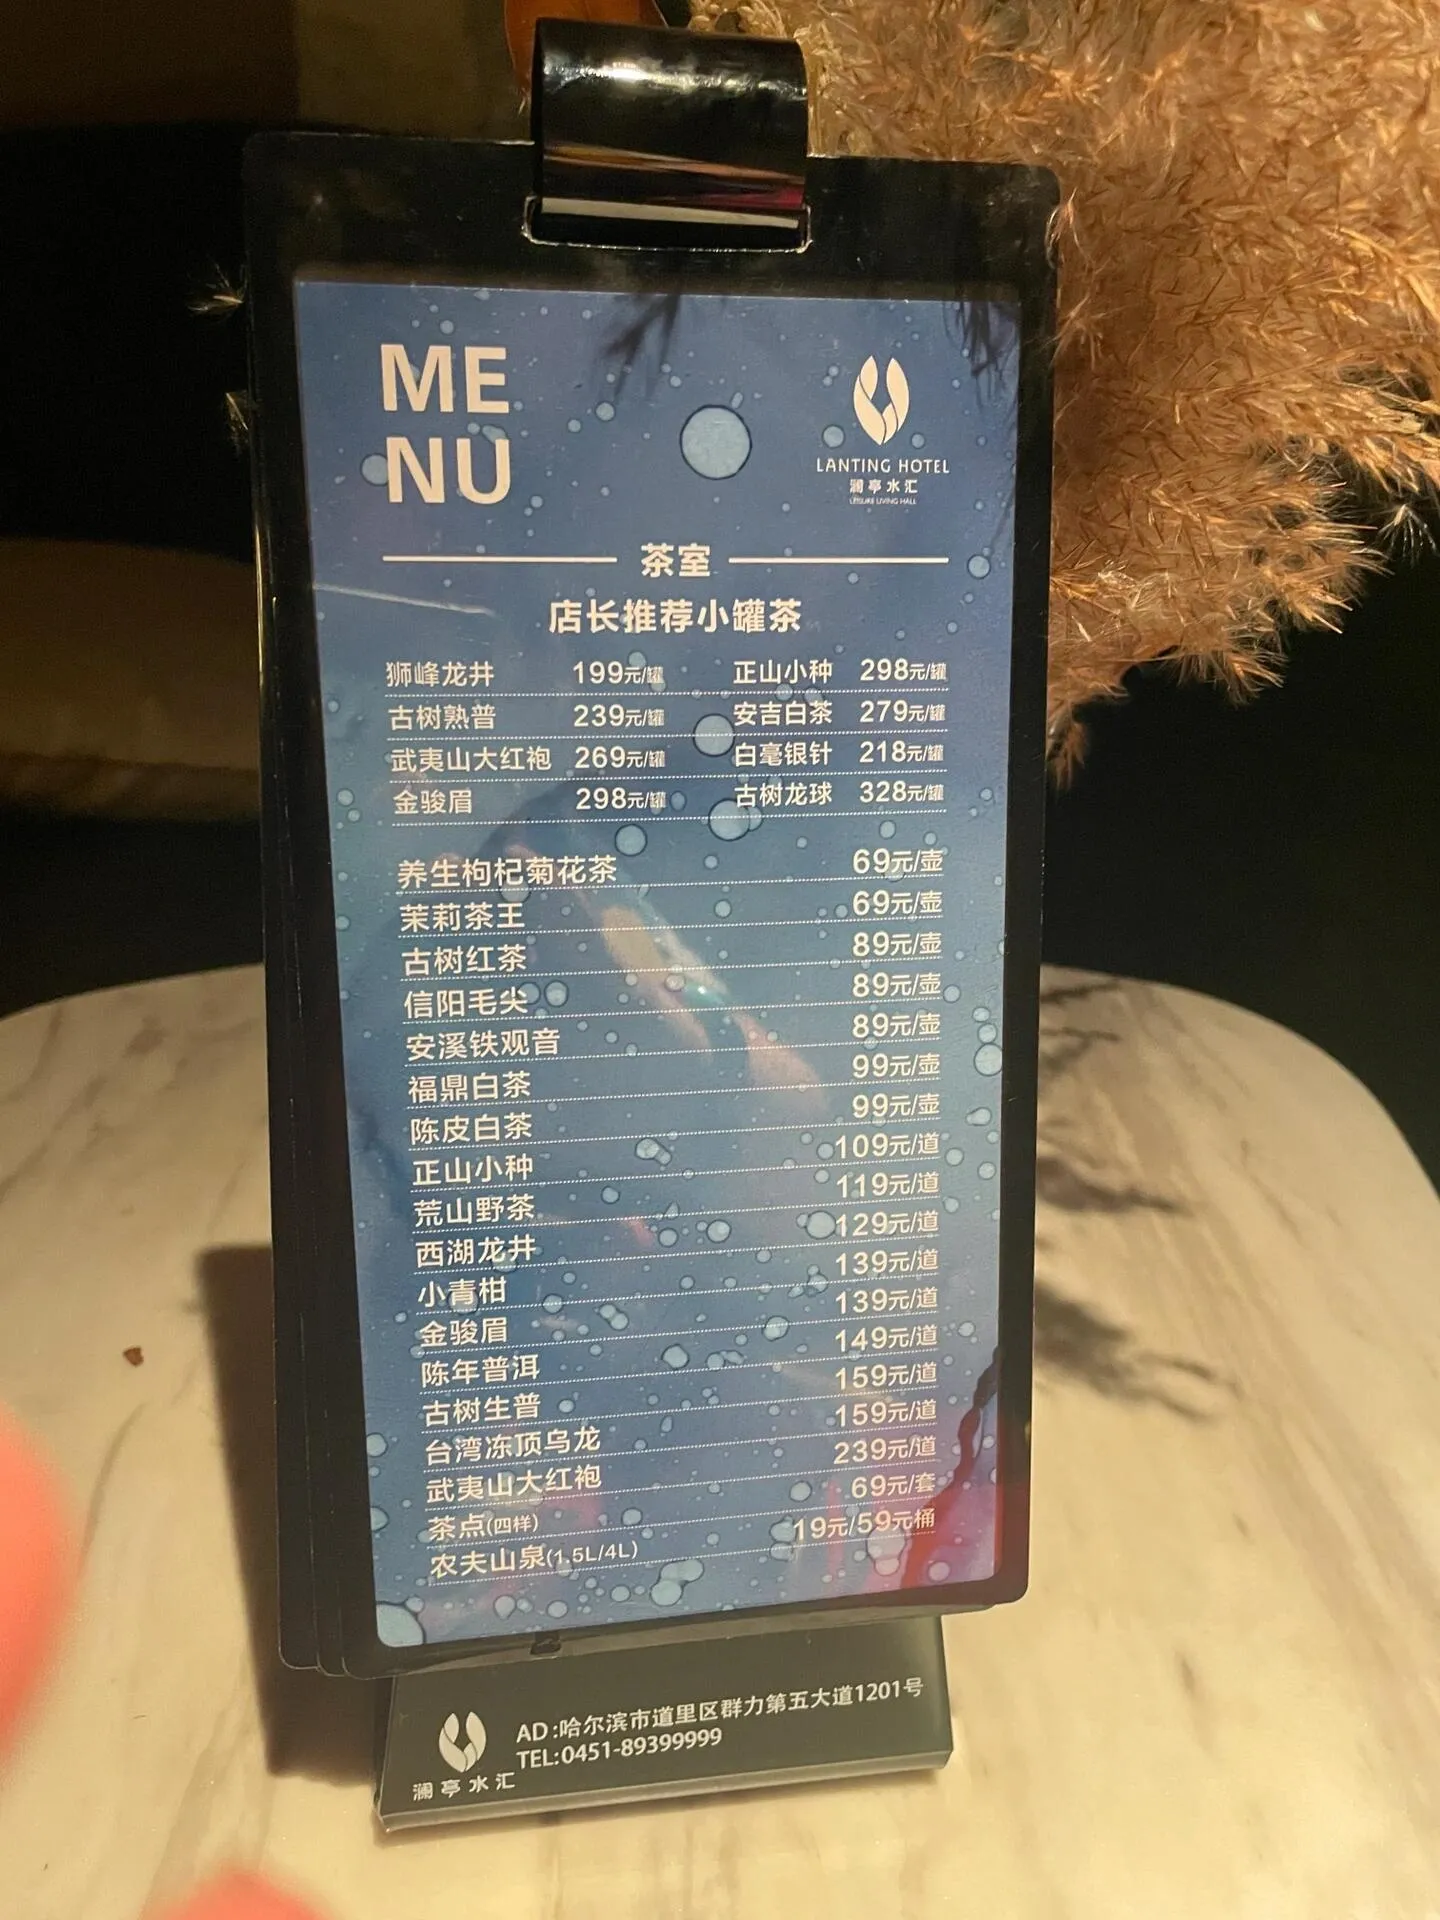 ME
NU
LANTING HOTEL
澜亭水汇
LEISURE LIVING HALL
茶室
店长推荐小罐茶
狮峰龙井 199元/罐 正山小种 298元/罐
古树熟普 239元/罐 安吉白茶 279元/罐
武夷山大红袍 269元/罐 白毫银针 218元/罐
金骏眉 298元/罐 古树龙球 328元/罐
养生枸杞菊花茶 69元/壶
茉莉茶王 69元/壶
古树红茶 89元/壶
信阳毛尖 89元/壶
安溪铁观音 89元/壶
福鼎白茶 99元/壶
陈皮白茶 99元/壶
正山小种 109元/道
荒山野茶 119元/道
西湖龙井 129元/道
小青柑 139元/道
金骏眉 139元/道
陈年普洱 149元/道
古树生普 159元/道
台湾冻顶乌龙 159元/道
武夷山大红袍 239元/道
茶点(四样) 69元/套
农夫山泉(1.5L/4L) 19元/59元桶
澜亭水汇
AD:哈尔滨市道里区群力第五大道1201号
TEL:0451-89399999